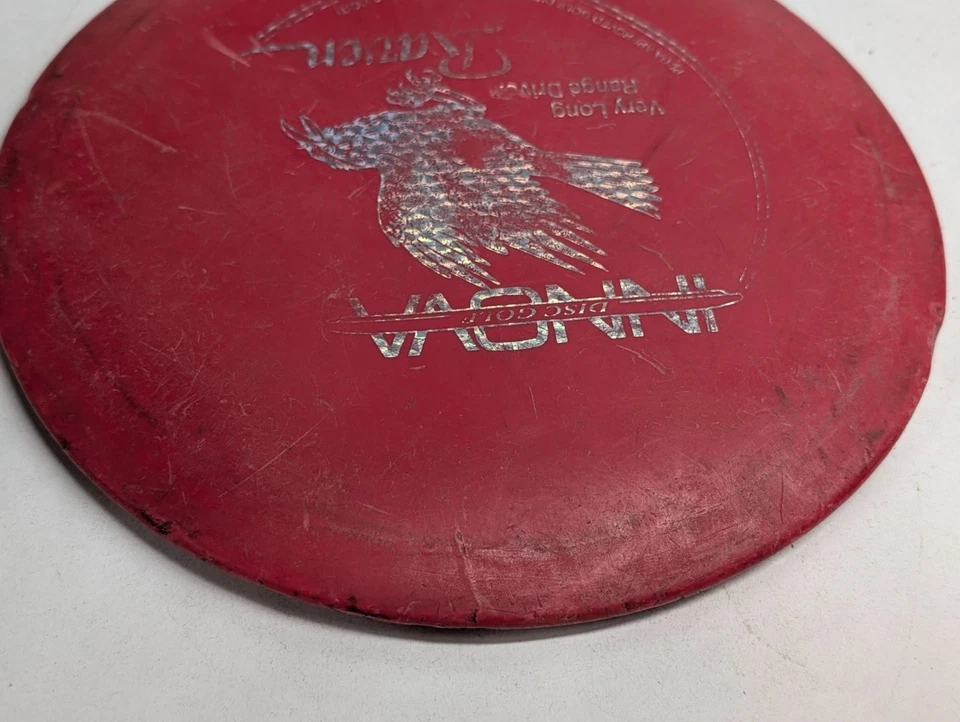 INNOVA
DISC GOLF
Very Long
Range Driver
Raven